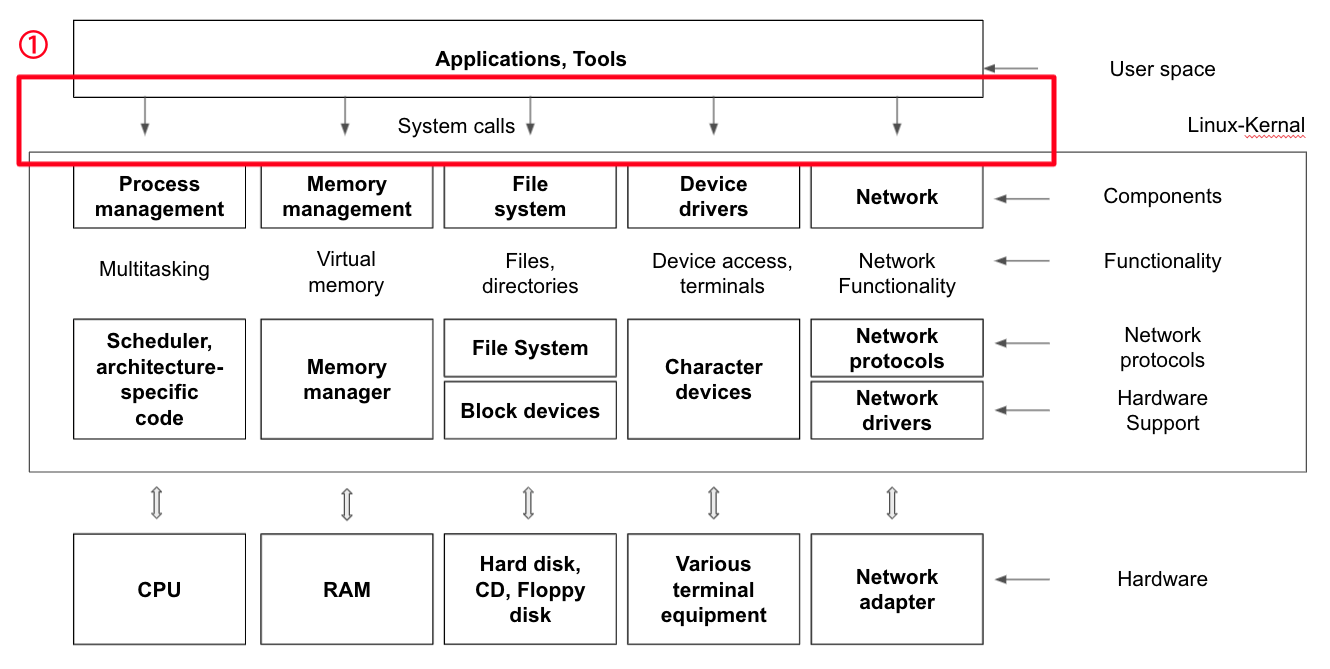 ①
Applications, Tools
User space
System calls
Linux-Kernal
Process
management
Memory
management
File
system
Device
drivers
Network
Components
Multitasking
Virtual
memory
Files,
directories
Device access,
terminals
Network
Functionality
Functionality
Scheduler,
architecture-
specific
code
Memory
manager
File System
Block devices
Character
devices
Network
protocols
Network
drivers
Network
protocols
Hardware
Support
CPU
RAM
Hard disk,
CD, Floppy
disk
Various
terminal
equipment
Network
adapter
Hardware